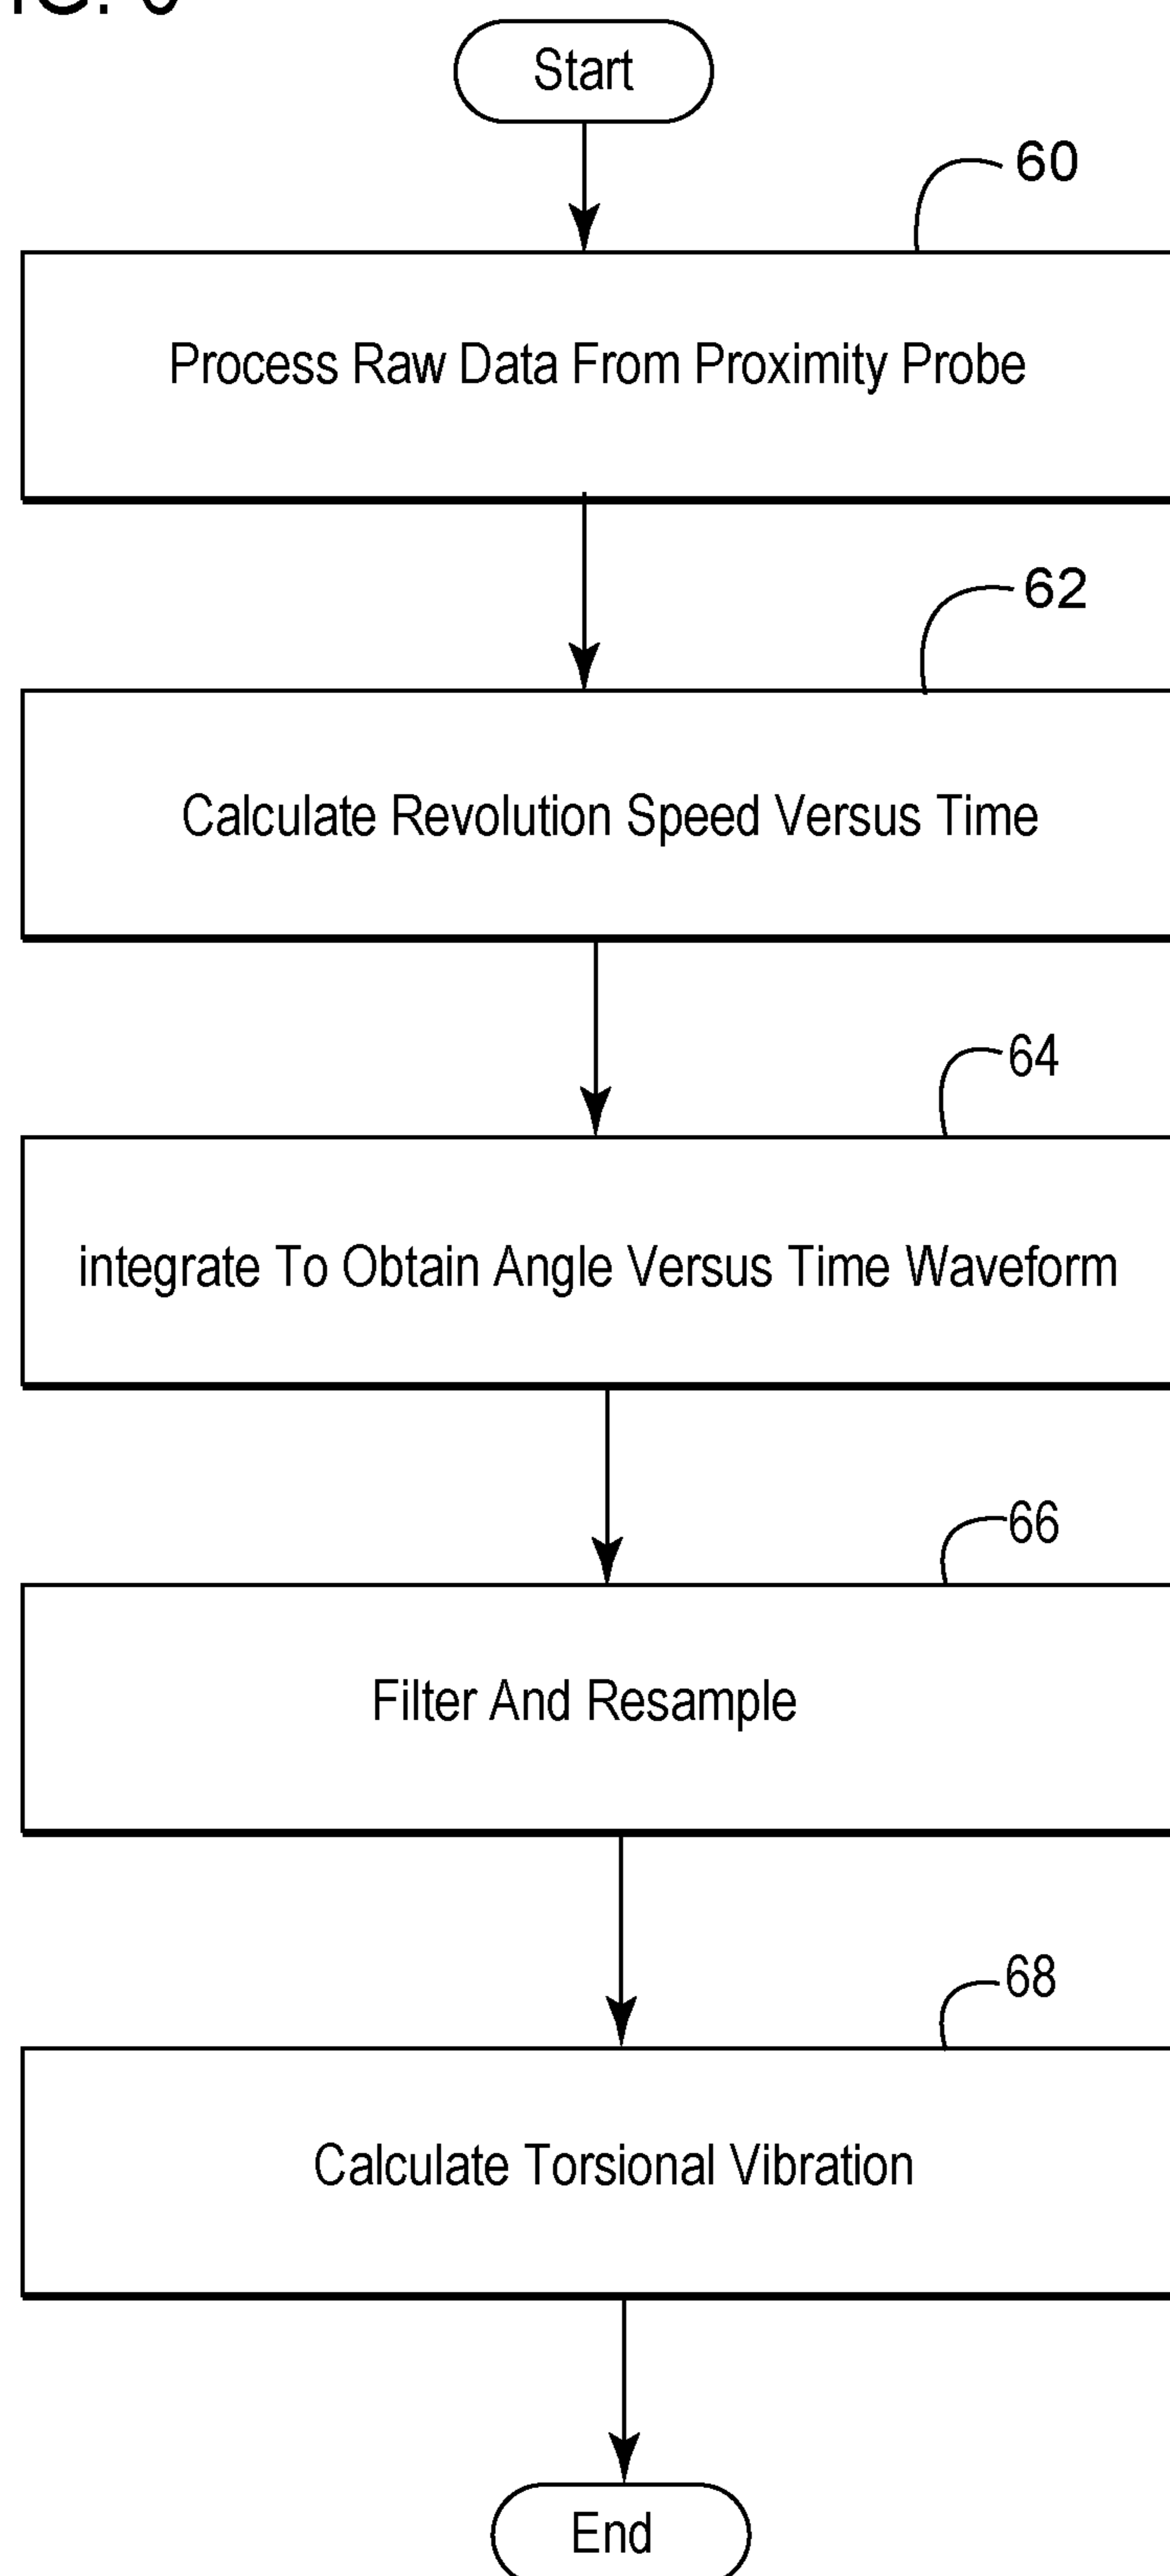 Start
60
Process Raw Data From Proximity Probe
62
Calculate Revolution Speed Versus Time
64
integrate To Obtain Angle Versus Time Waveform
66
Filter And Resample
68
Calculate Torsional Vibration
End